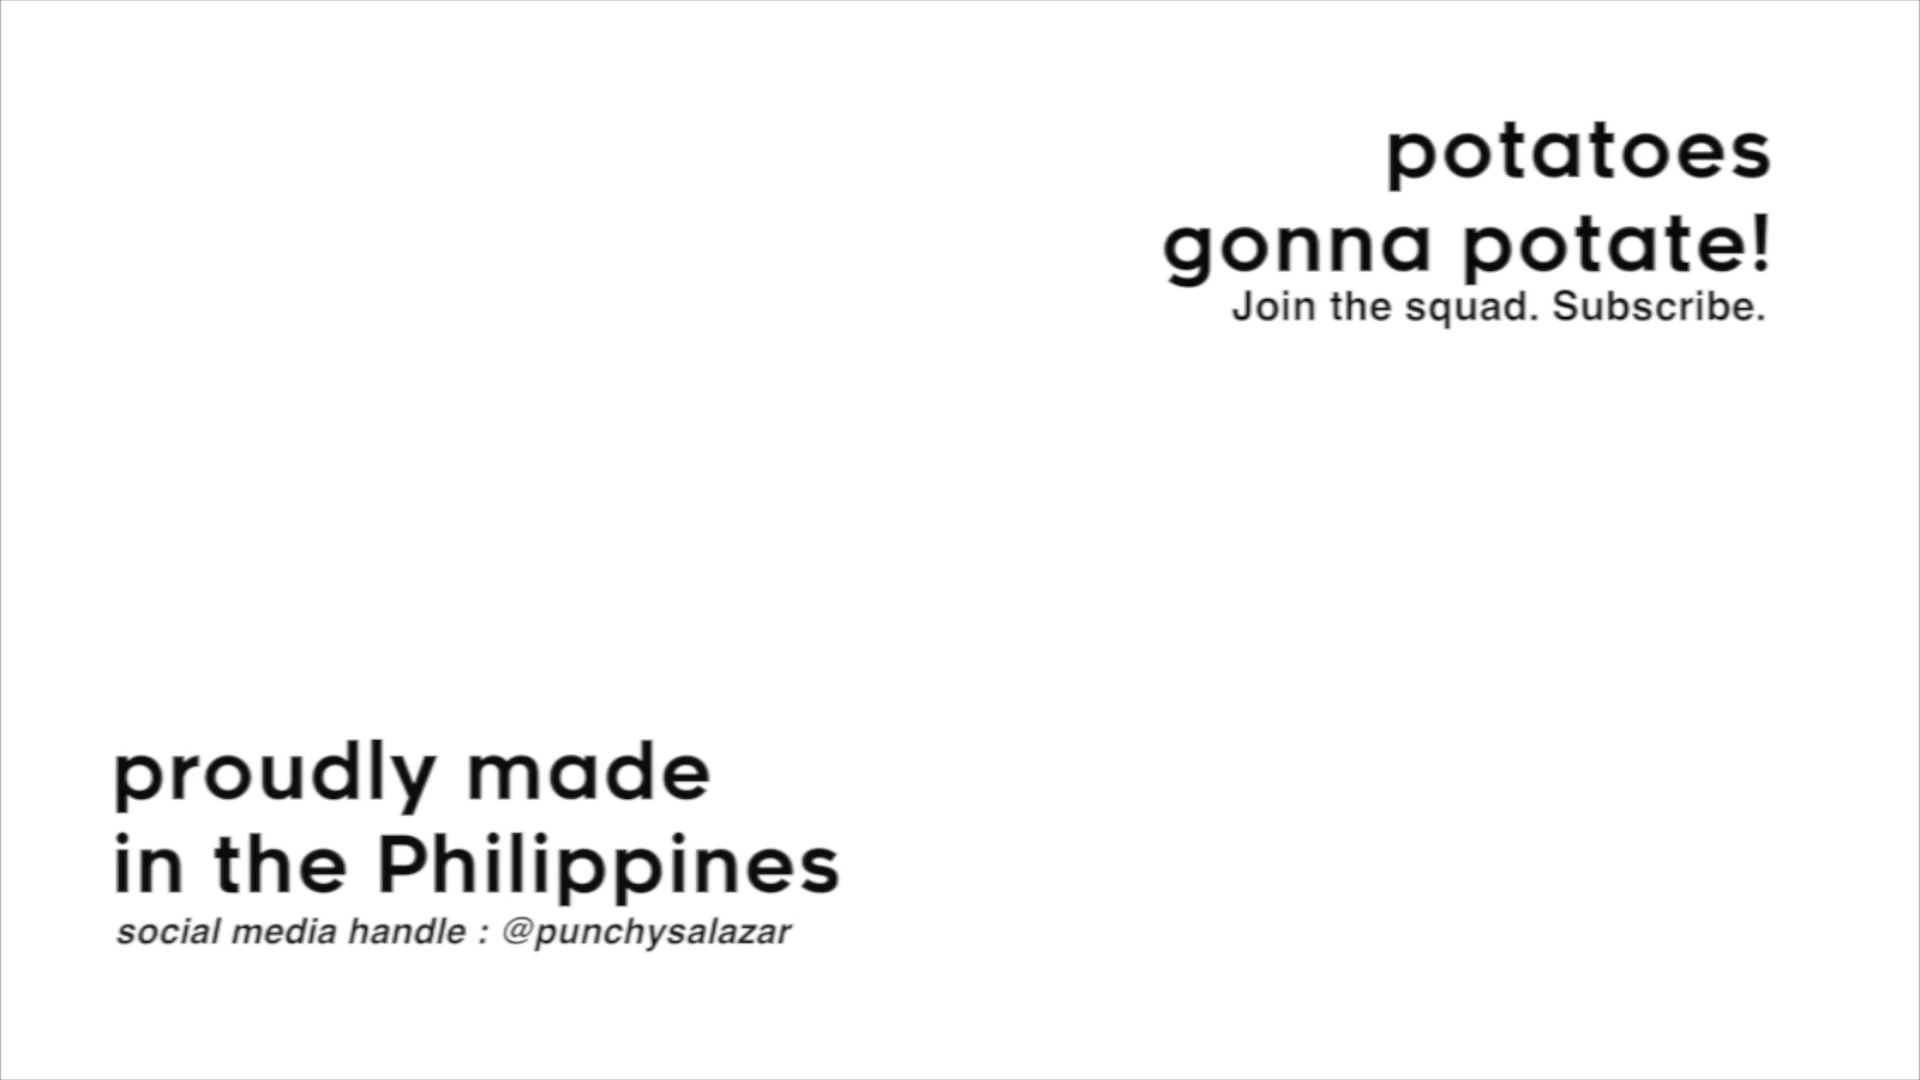 potatoes
gonna potate!
Join the squad. Subscribe.
proudly made
in the Philippines
social media handle : @punchysalazar